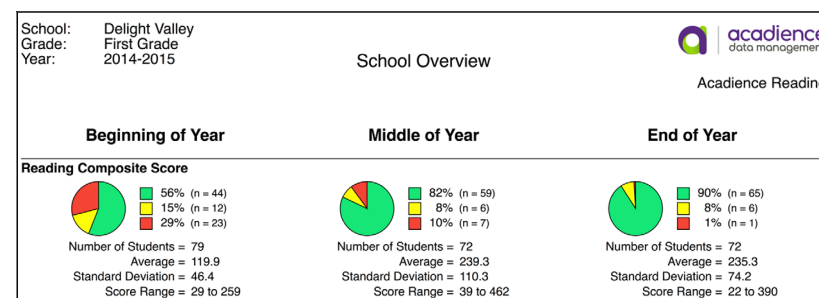 School: Delight Valley
Grade: First Grade
Year: 2014-2015
School Overview
acadience
data management
Acadience Reading
Beginning of Year
Middle of Year
End of Year
Reading Composite Score
56% (n = 44)
15% (n = 12)
29% (n = 23)
Number of Students = 79
Average = 119.9
Standard Deviation = 46.4
Score Range = 29 to 259
82% (n = 59)
8% (n = 6)
10% (n = 7)
Number of Students = 72
Average = 239.3
Standard Deviation = 110.3
Score Range = 39 to 462
90% (n = 65)
8% (n = 6)
1% (n = 1)
Number of Students = 72
Average = 235.3
Standard Deviation = 74.2
Score Range = 22 to 390